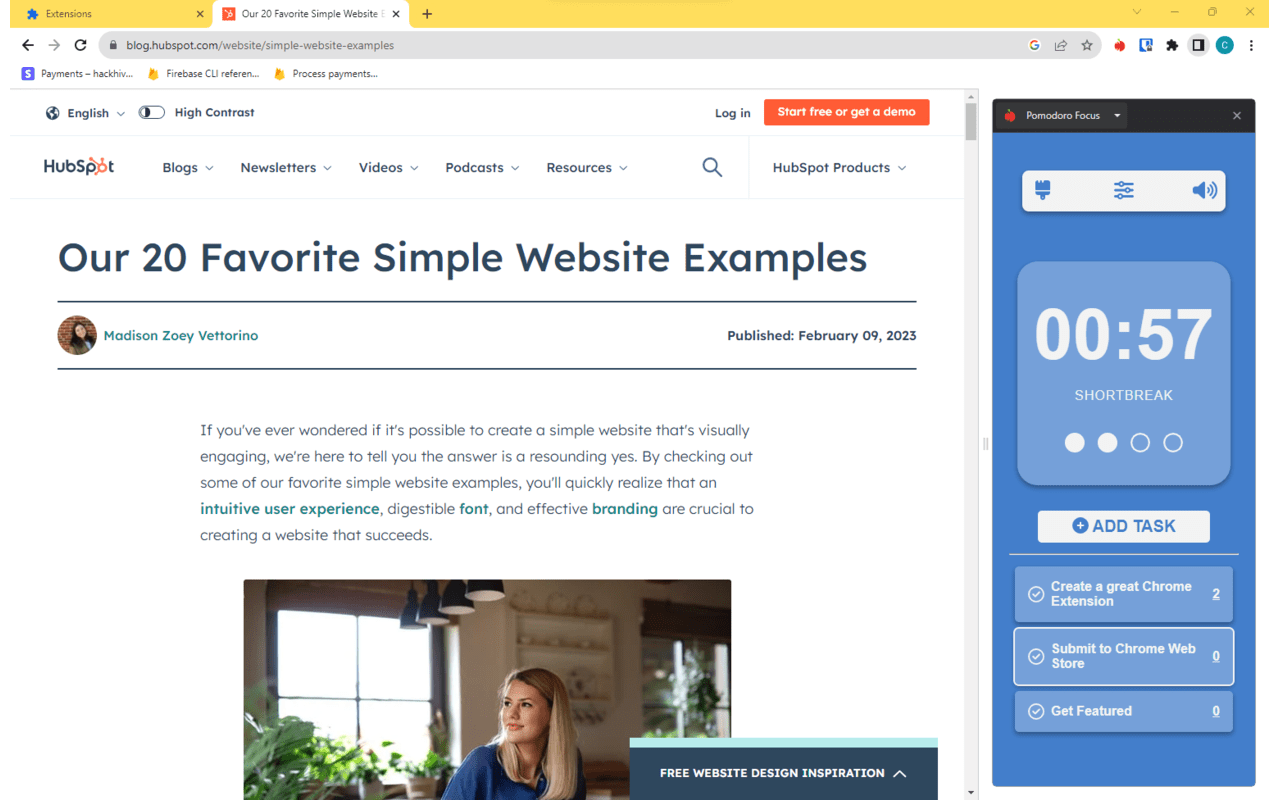 Extensions
Our 20 Favorite Simple Website E
blog.hubspot.com/website/simple-website-examples
G
C
S Payments – hackhiv...
Firebase CLI referen...
Process payments...
English
High Contrast
Log in
Start free or get a demo
HubSpot
Blogs
Newsletters
Videos
Podcasts
Resources
HubSpot Products
Our 20 Favorite Simple Website Examples
Madison Zoey Vettorino
Published: February 09, 2023
If you've ever wondered if it's possible to create a simple website that's visually
engaging, we're here to tell you the answer is a resounding yes. By checking out
some of our favorite simple website examples, you'll quickly realize that an
intuitive user experience, digestible font, and effective branding are crucial to
creating a website that succeeds.
FREE WEBSITE DESIGN INSPIRATION
Pomodoro Focus
00:57
SHORTBREAK
ADD TASK
Create a great Chrome
Extension
2
Submit to Chrome Web
Store
0
Get Featured
0